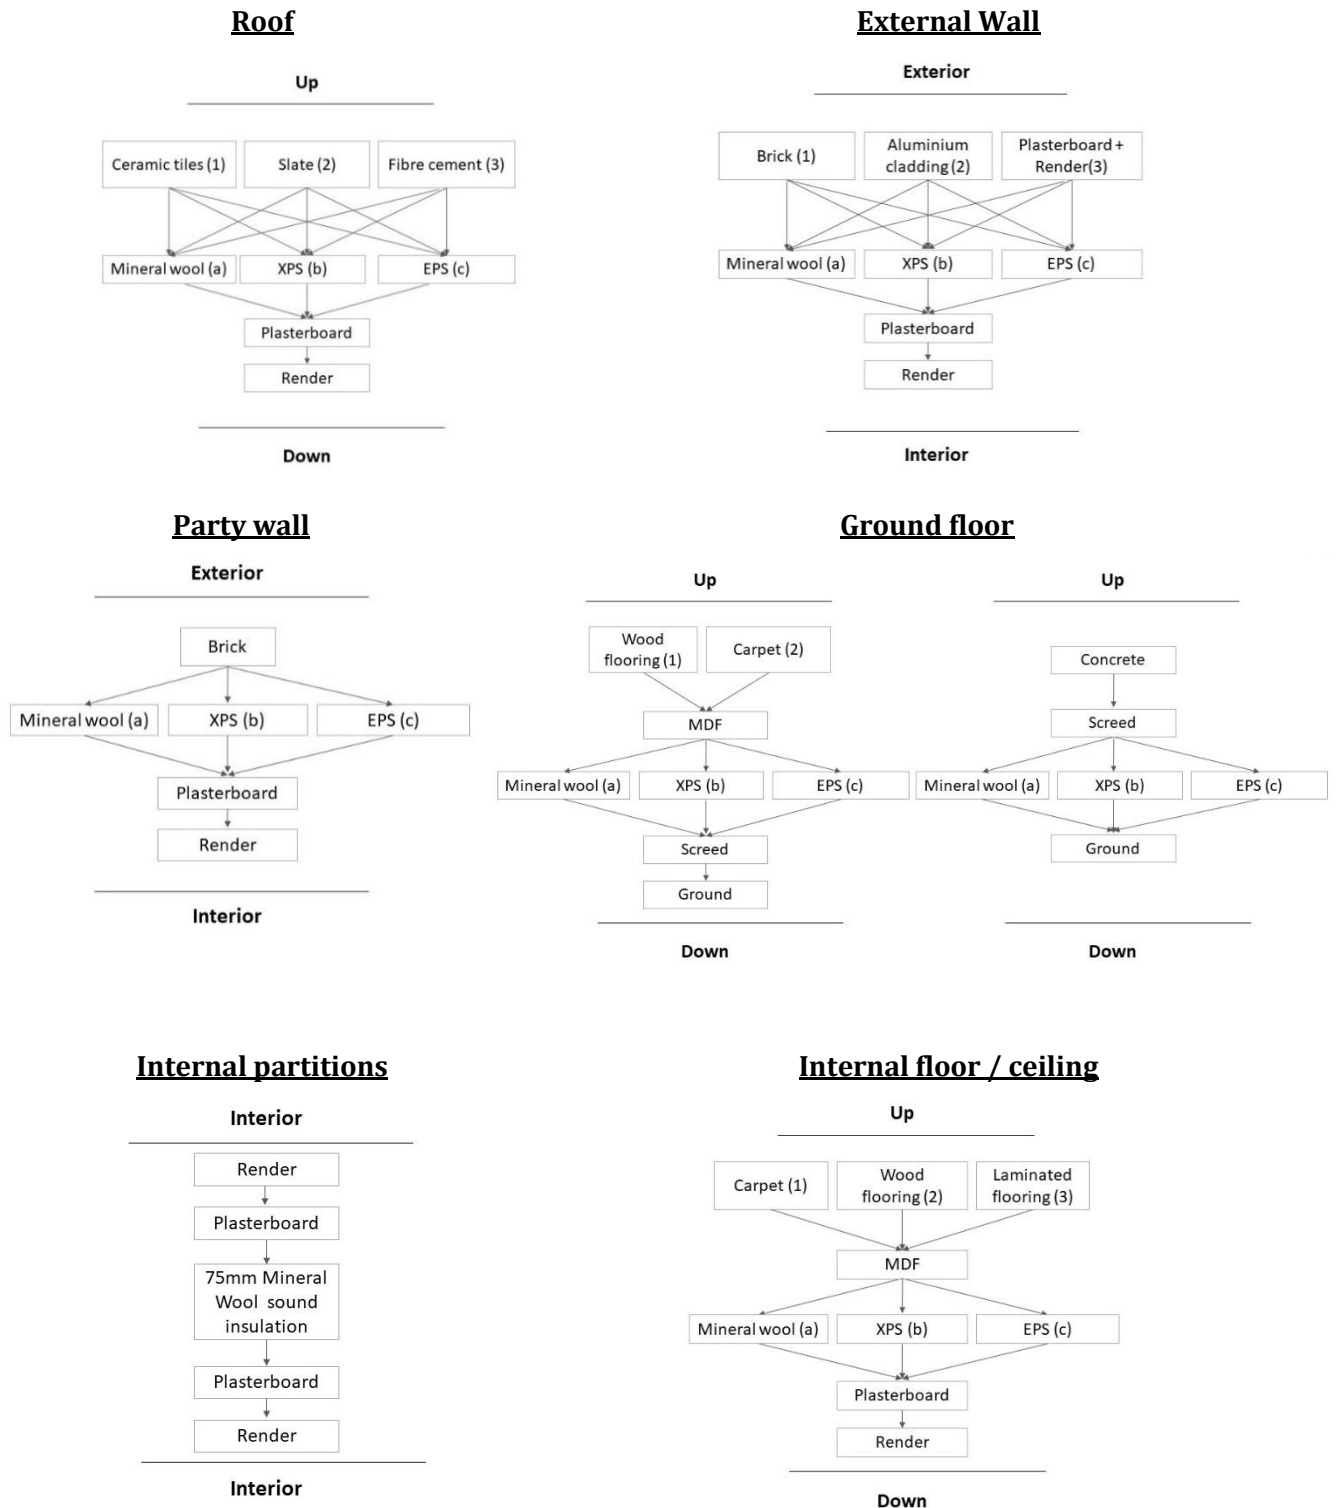 Roof
Up
Ceramic tiles (1)
Slate (2)
Fibre cement (3)
Mineral wool (a)
XPS (b)
EPS (c)
Plasterboard
Render
Down
External Wall
Exterior
Brick (1)
Aluminium
cladding (2)
Plasterboard +
Render(3)
Mineral wool (a)
XPS (b)
EPS (c)
Plasterboard
Render
Interior
Party wall
Exterior
Brick
Mineral wool (a)
XPS (b)
EPS (c)
Plasterboard
Render
Interior
Ground floor
Up
Wood
flooring (1)
Carpet (2)
MDF
Mineral wool (a)
XPS (b)
EPS (c)
Screed
Ground
Down
Up
Concrete
Screed
Mineral wool (a)
XPS (b)
EPS (c)
Ground
Down
Internal partitions
Interior
Render
Plasterboard
75mm Mineral
Wool sound
insulation
Plasterboard
Render
Interior
Internal floor / ceiling
Up
Carpet (1)
Wood
flooring (2)
Laminated
flooring (3)
MDF
Mineral wool (a)
XPS (b)
EPS (c)
Plasterboard
Render
Down